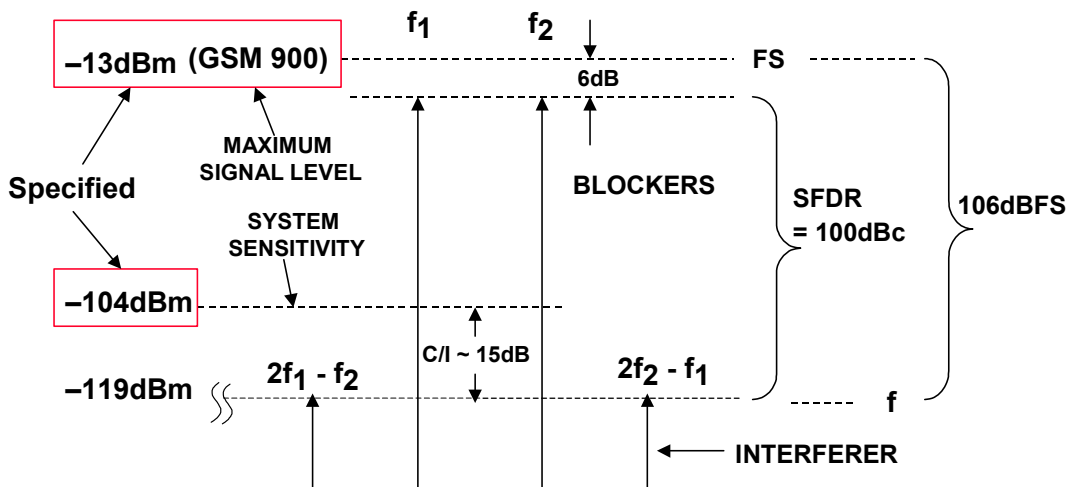 f1 f2
–13dBm (GSM 900)
FS
6dB
MAXIMUM
SIGNAL LEVEL
Specified
BLOCKERS
SFDR
= 100dBc
106dBFS
SYSTEM
SENSITIVITY
–104dBm
C/I ~ 15dB
–119dBm
2f1 - f2
2f2 - f1
f
INTERFERER